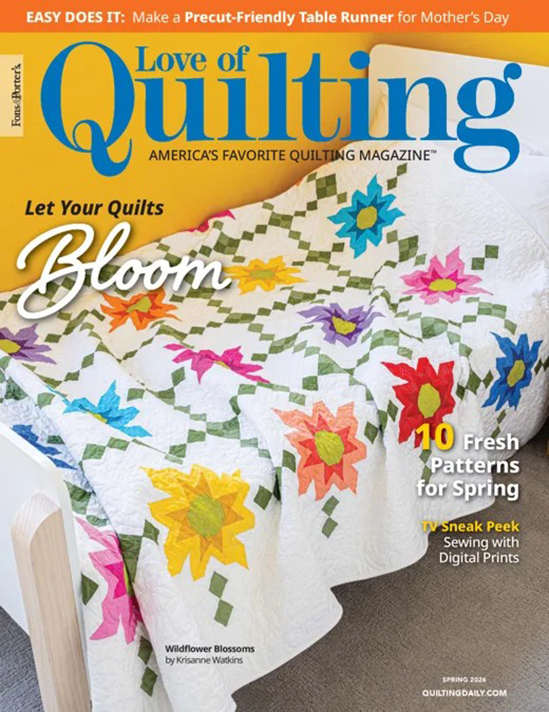 EASY DOES IT: Make a Precut-Friendly Table Runner for Mother's Day
Fons&Porter's
Love of
Quilting
AMERICA'S FAVORITE QUILTING MAGAZINE™
Let Your Quilts
Bloom
10 Fresh
Patterns
for Spring
TV Sneak Peek
Sewing with
Digital Prints
Wildflower Blossoms
by Krisanne Watkins
SPRING 2026
QUILTINGDAILY.COM